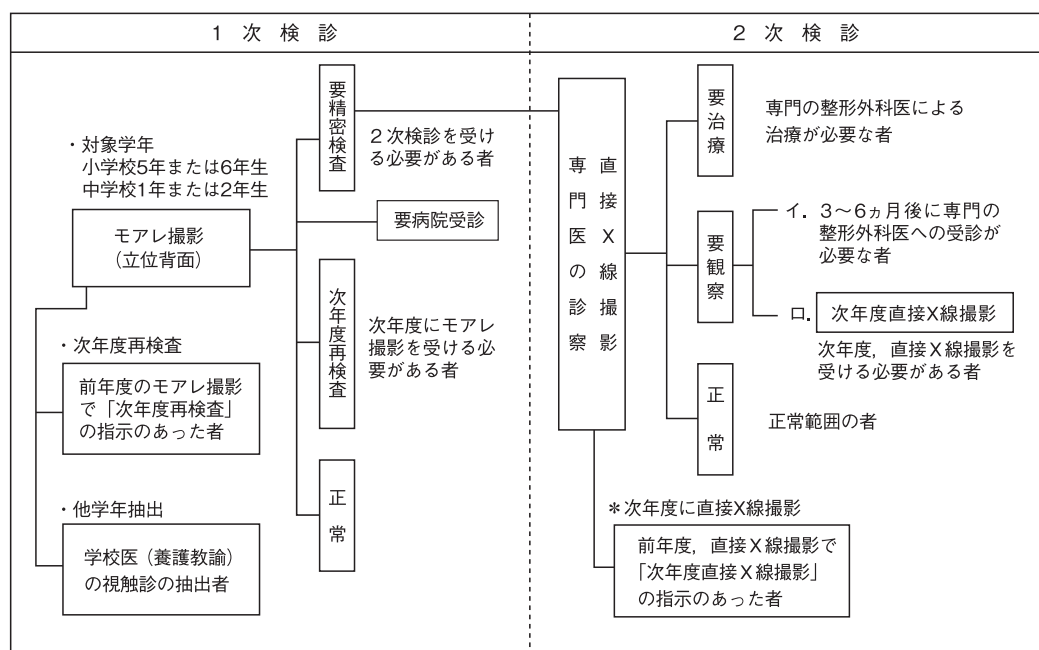 1次検診
・対象学年
小学校5年または6年生
中学校1年または2年生
モアレ撮影
(立位背面)
・次年度再検査
前年度のモアレ撮影
で「次年度再検査」
の指示のあった者
・他学年抽出
学校医(養護教諭)
の視触診の抽出者
要精密検査
2次検診を受け
る必要がある者
要病院受診
次年度再検査
次年度にモアレ
撮影を受ける必
要がある者
正常
2次検診
直接X線撮影
専門医の診察
要治療
専門の整形外科医による
治療が必要な者
要観察
イ.3〜6ヵ月後に専門の
整形外科医への受診が
必要な者
ロ.次年度直接X線撮影
次年度,直接X線撮影を
受ける必要がある者
正常
正常範囲の者
*次年度に直接X線撮影
前年度,直接X線撮影で
「次年度直接X線撮影」
の指示のあった者